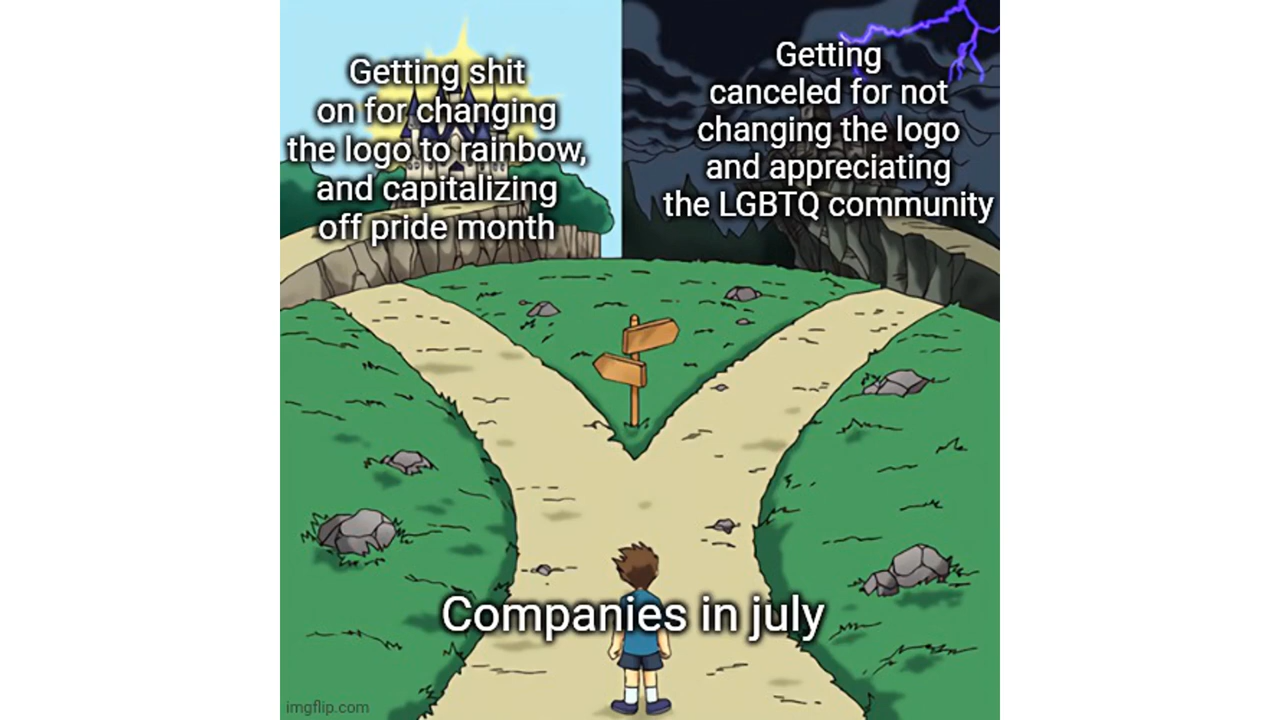 Getting shit
on for changing
the logo to rainbow,
and capitalizing
off pride month
Getting
canceled for not
changing the logo
and appreciating
the LGBTQ community
Companies in july
imgflip.com